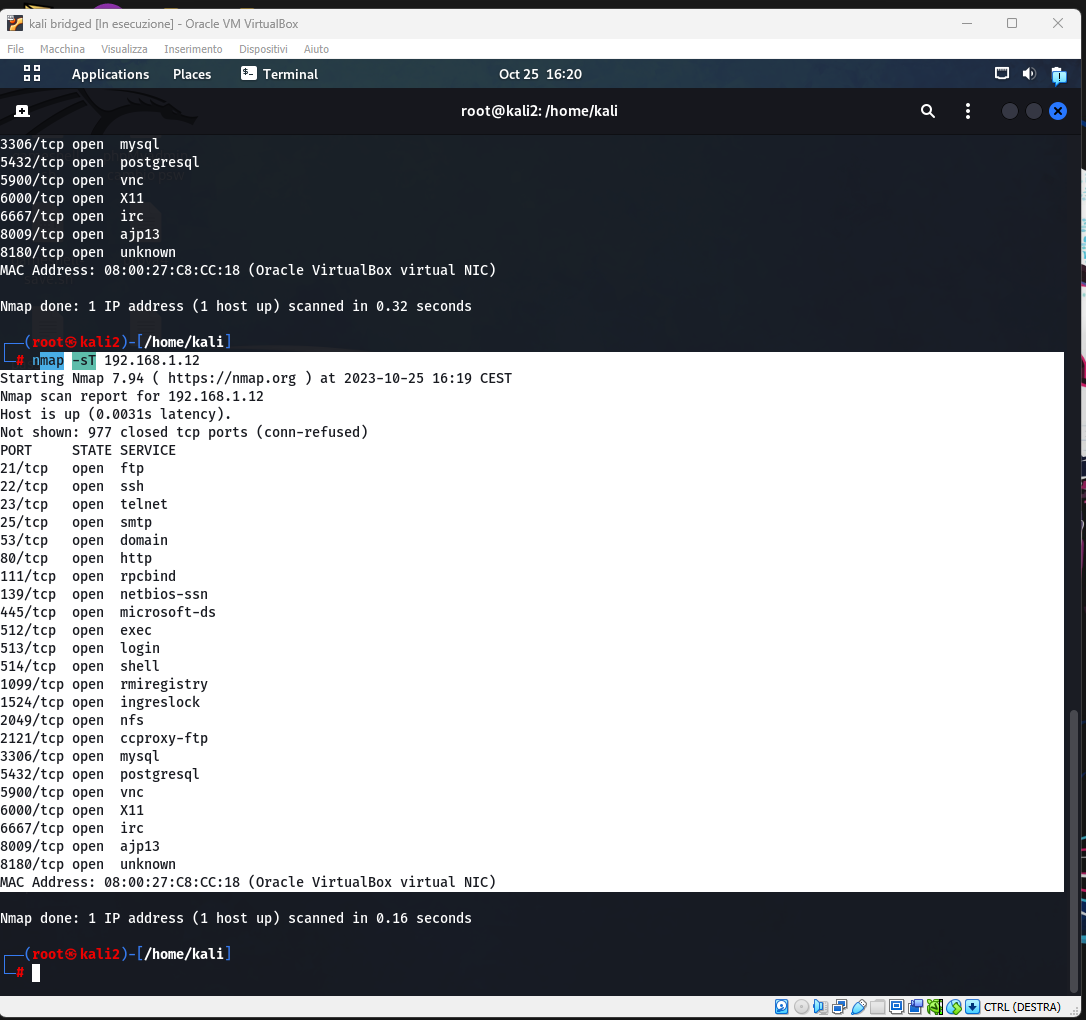 kali bridged [In esecuzione] - Oracle VM VirtualBox
File Macchina Visualizza Inserimento Dispositivi Aiuto
Applications Places Terminal Oct 25 16:20
root@kali2: /home/kali
3306/tcp open  mysql
5432/tcp open  postgresql
5900/tcp open  vnc
6000/tcp open  X11
6667/tcp open  irc
8009/tcp open  ajp13
8180/tcp open  unknown
MAC Address: 08:00:27:C8:CC:18 (Oracle VirtualBox virtual NIC)
Nmap done: 1 IP address (1 host up) scanned in 0.32 seconds
┌──(root㉿kali2)-[/home/kali]
└─# nmap -sT 192.168.1.12
Starting Nmap 7.94 ( https://nmap.org ) at 2023-10-25 16:19 CEST
Nmap scan report for 192.168.1.12
Host is up (0.0031s latency).
Not shown: 977 closed tcp ports (conn-refused)
PORT     STATE SERVICE
21/tcp   open  ftp
22/tcp   open  ssh
23/tcp   open  telnet
25/tcp   open  smtp
53/tcp   open  domain
80/tcp   open  http
111/tcp  open  rpcbind
139/tcp  open  netbios-ssn
445/tcp  open  microsoft-ds
512/tcp  open  exec
513/tcp  open  login
514/tcp  open  shell
1099/tcp open  rmiregistry
1524/tcp open  ingreslock
2049/tcp open  nfs
2121/tcp open  ccproxy-ftp
3306/tcp open  mysql
5432/tcp open  postgresql
5900/tcp open  vnc
6000/tcp open  X11
6667/tcp open  irc
8009/tcp open  ajp13
8180/tcp open  unknown
MAC Address: 08:00:27:C8:CC:18 (Oracle VirtualBox virtual NIC)
Nmap done: 1 IP address (1 host up) scanned in 0.16 seconds
┌──(root㉿kali2)-[/home/kali]
└─#
CTRL (DESTRA)